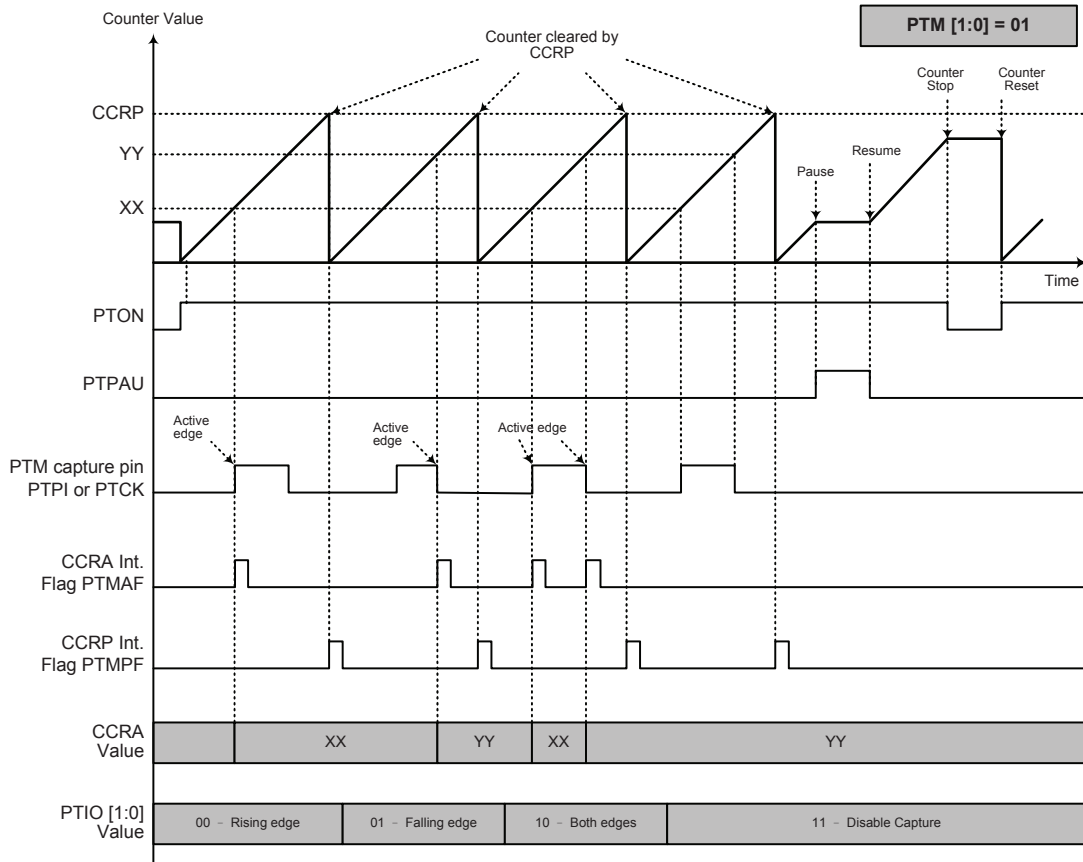 Counter Value
PTM [1:0] = 01
Counter cleared by
CCRP
Counter
Stop
Counter
Reset
CCRP
YY
Resume
Pause
XX
Time
PTON
PTPAU
Active
edge
Active
edge
Active edge
PTM capture pin
PTPI or PTCK
CCRA Int.
Flag PTMAF
CCRP Int.
Flag PTMPF
CCRA
Value
XX
YY
XX
YY
PTIO [1:0]
Value
00 – Rising edge
01 – Falling edge
10 – Both edges
11 – Disable Capture